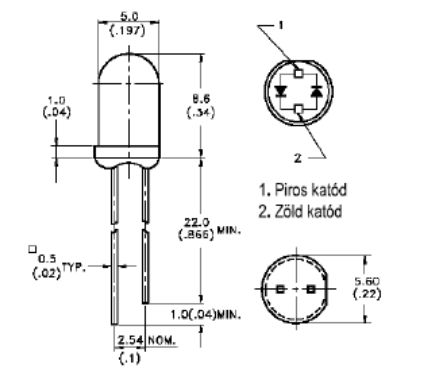 5.0
(.197)
1
1.0
(.04)
8.6
(.34)
2
1. Piros katód
2. Zöld katód
22.0
(.866) MIN.
0.5
(.02) TYP.
5.60
(.22)
1.0(.04)MIN.
2.54 NOM.
(.1)